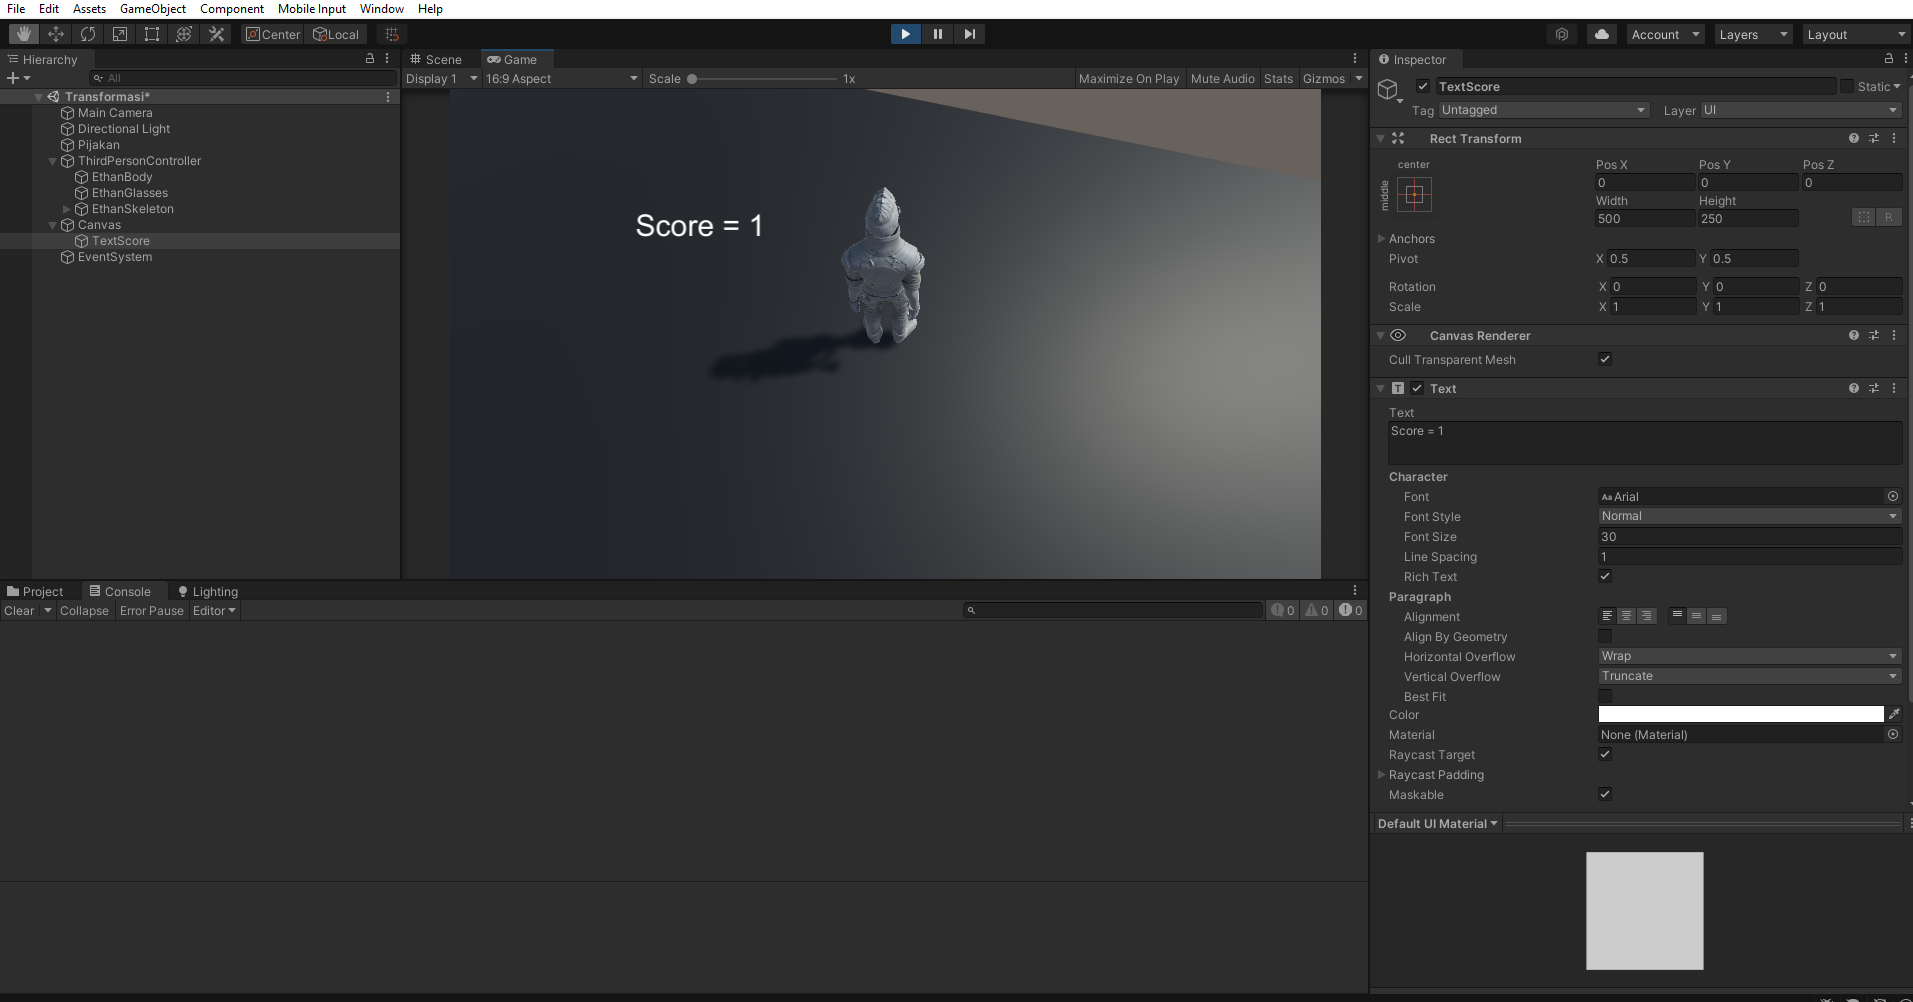 File Edit Assets GameObject Component Mobile Input Window Help
Center Local
Account Layers Layout
Hierarchy
All
Transformasi*
Main Camera
Directional Light
Pijakan
ThirdPersonController
EthanBody
EthanGlasses
EthanSkeleton
Canvas
TextScore
EventSystem
Scene Game
Display 1 16:9 Aspect Scale 1x Maximize On Play Mute Audio Stats Gizmos
Score = 1
Project Console Lighting
Clear Collapse Error Pause Editor 0 0 0
Inspector
TextScore Static
Tag Untagged Layer UI
Rect Transform
center
middle
Pos X Pos Y Pos Z
0 0 0
Width Height
500 250
R
Anchors
Pivot X 0.5 Y 0.5
Rotation X 0 Y 0 Z 0
Scale X 1 Y 1 Z 1
Canvas Renderer
Cull Transparent Mesh
T Text
Text
Score = 1
Character
Font Aa Arial
Font Style Normal
Font Size 30
Line Spacing 1
Rich Text
Paragraph
Alignment
Align By Geometry
Horizontal Overflow Wrap
Vertical Overflow Truncate
Best Fit
Color
Material None (Material)
Raycast Target
Raycast Padding
Maskable
Default UI Material